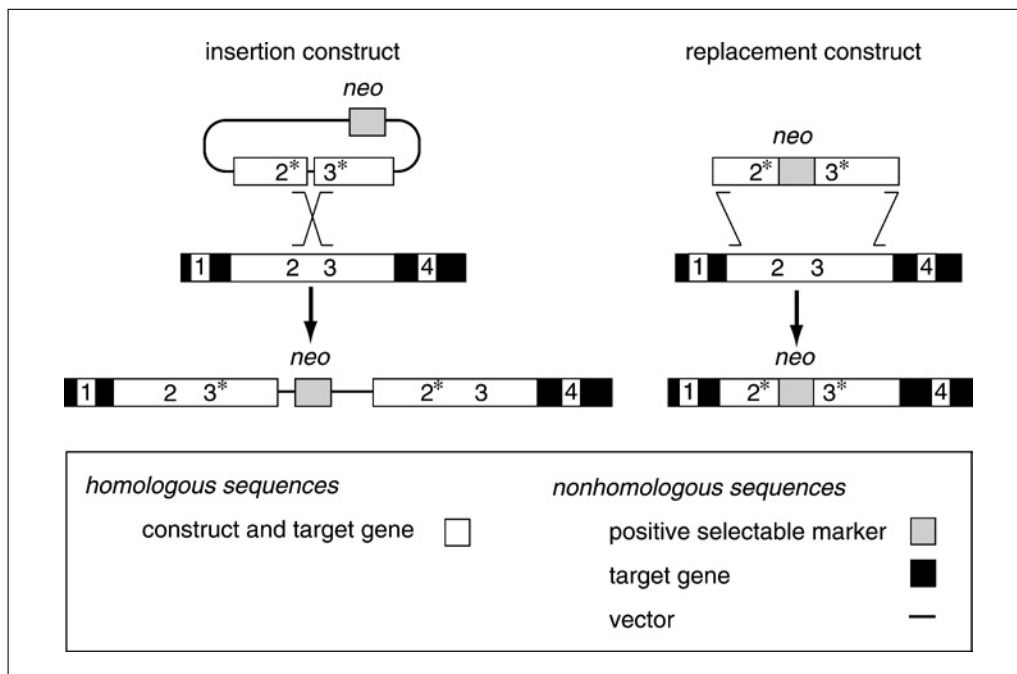 insertion construct
replacement construct
neo
neo
2* 3*
2* 3*
1 2 3 4
1 2 3 4
neo
neo
1 2 3* 2* 3 4
1 2* 3* 4
homologous sequences
construct and target gene
nonhomologous sequences
positive selectable marker
target gene
vector